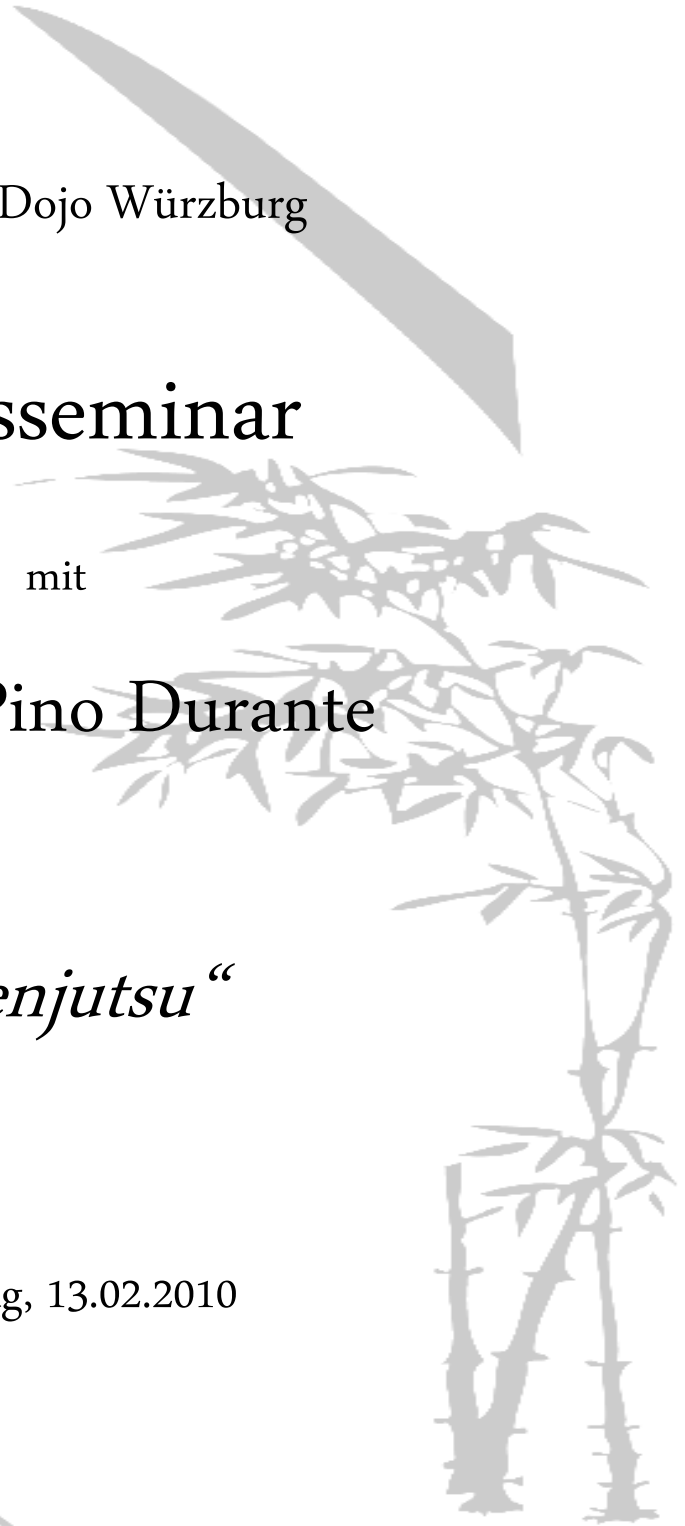 Dojo Würzburg
sseminar
mit
Pino Durante
enjutsu“
g, 13.02.2010